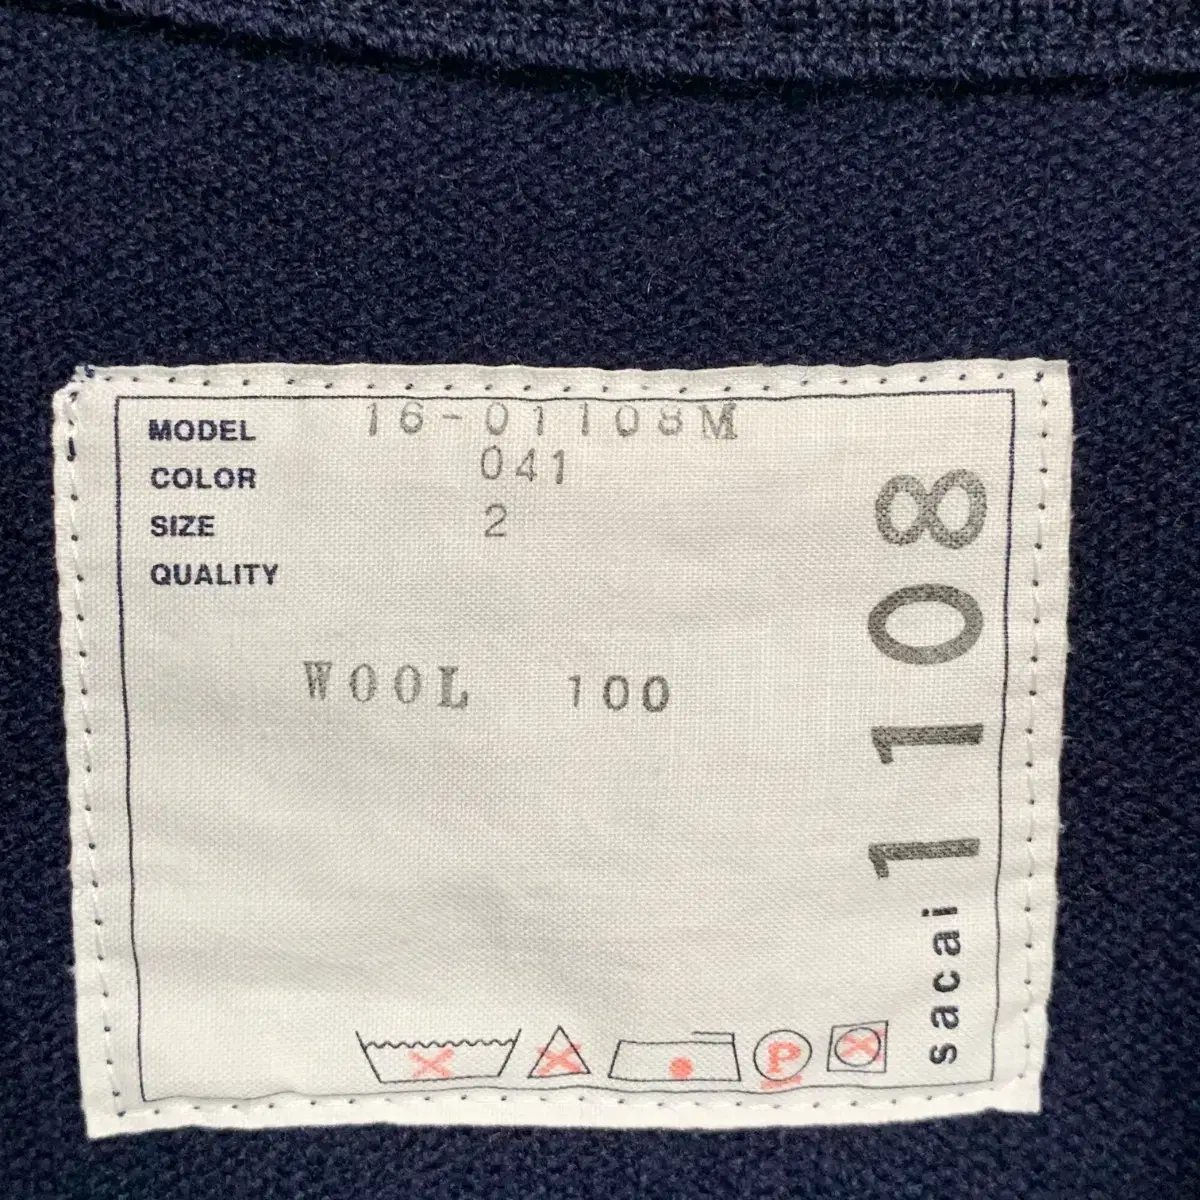 MODEL 16-01108M
COLOR 041
SIZE 2
QUALITY
WOOL 100
sacai 1108
P